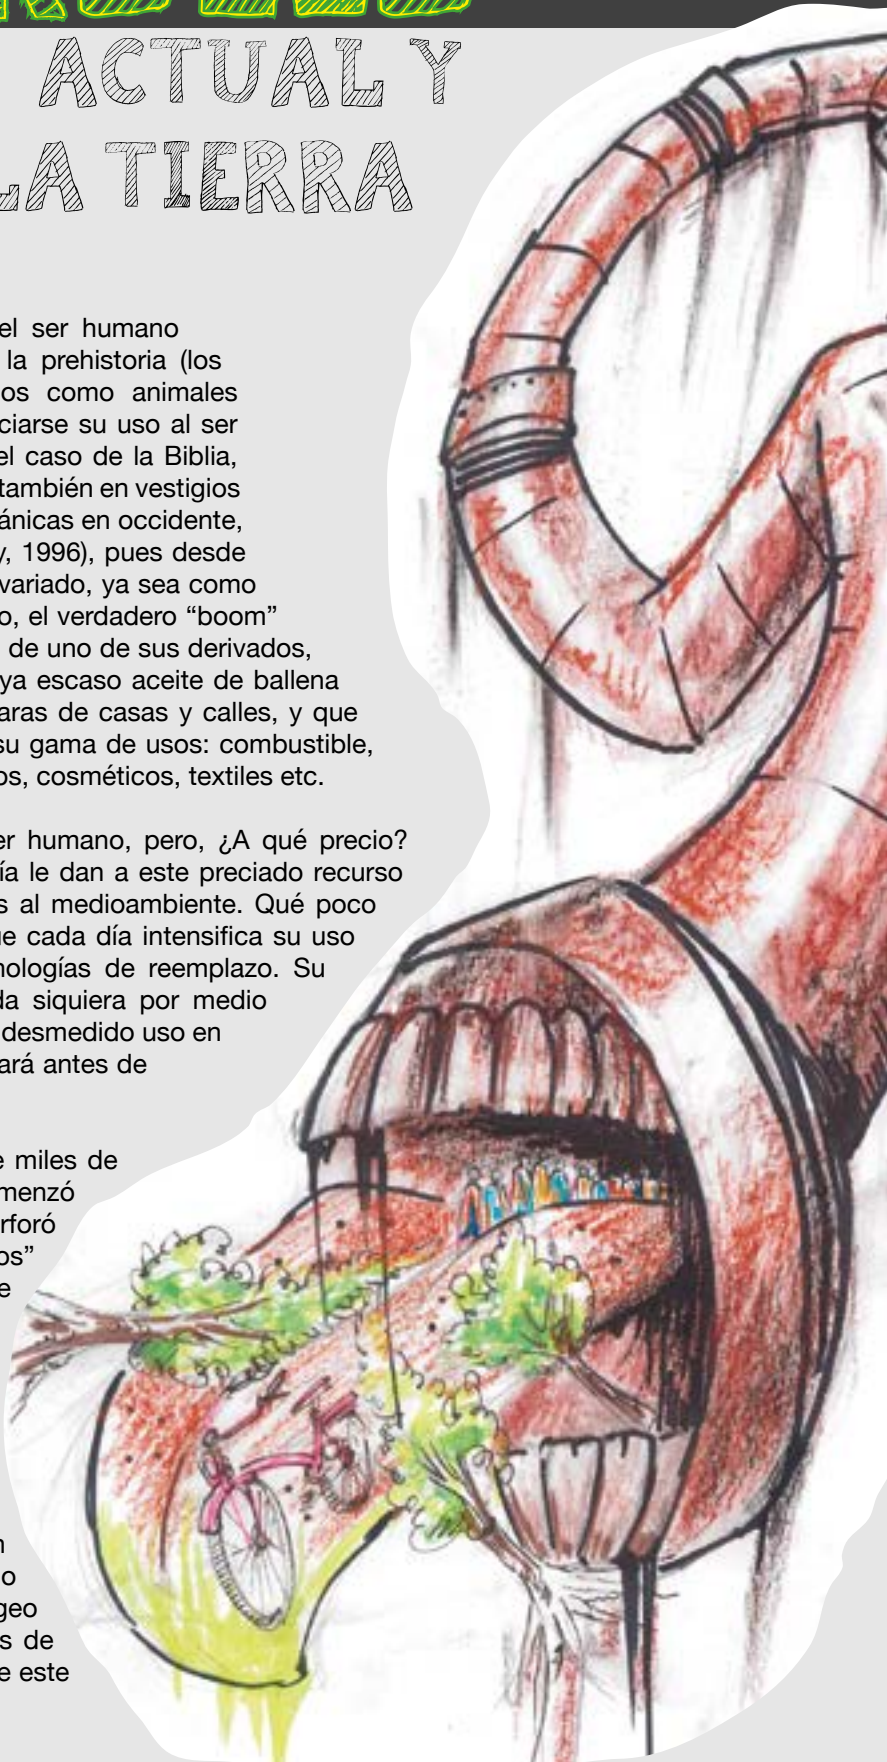 ACTUAL Y
LA TIERRA
el ser humano
la prehistoria (los
os como animales
ciarse su uso al ser
el caso de la Biblia,
también en vestigios
ánicas en occidente,
y, 1996), pues desde
variado, ya sea como
o, el verdadero “boom”
de uno de sus derivados,
ya escaso aceite de ballena
aras de casas y calles, y que
su gama de usos: combustible,
os, cosméticos, textiles etc.
er humano, pero, ¿A qué precio?
ía le dan a este preciado recurso
s al medioambiente. Qué poco
ue cada día intensifica su uso
nologías de reemplazo. Su
da siquiera por medio
desmedido uso en
ará antes de
e miles de
menzó
rforó
os”
e
n
o
geo
s de
e este